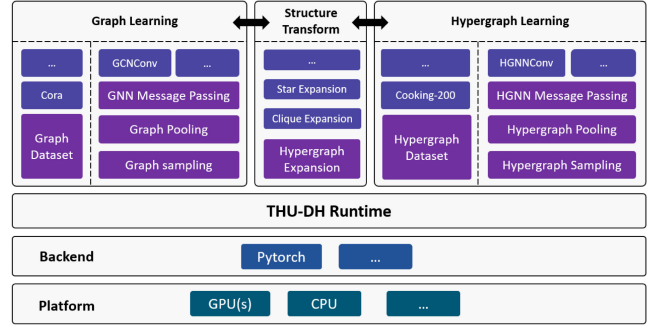 Graph Learning
...
GCNConv
...
Cora
GNN Message Passing
Graph
Dataset
Graph Pooling
Graph sampling
Structure
Transform
...
Star Expansion
Clique Expansion
Hypergraph
Expansion
Hypergraph Learning
...
HGNNConv
...
Cooking-200
HGNN Message Passing
Hypergraph
Dataset
Hypergraph Pooling
Hypergraph Sampling
THU-DH Runtime
Backend
Pytorch
...
Platform
GPU(s)
CPU
...